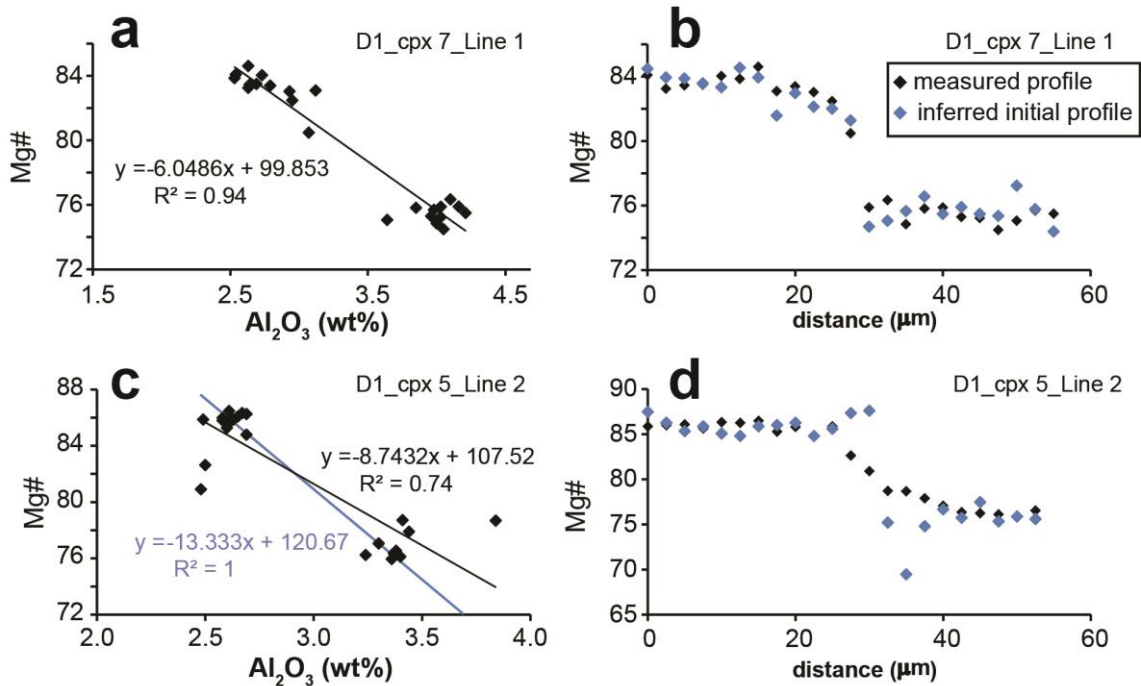 a
D1_cpx 7_Line 1
84
80
76
72
Mg#
y =-6.0486x + 99.853
R² = 0.94
1.5
2.5
3.5
4.5
Al₂O₃ (wt%)
b
D1_cpx 7_Line 1
measured profile
inferred initial profile
84
80
76
72
Mg#
0
20
40
60
distance (μm)
c
D1_cpx 5_Line 2
88
84
80
76
72
Mg#
y =-8.7432x + 107.52
R² = 0.74
y =-13.333x + 120.67
R² = 1
2.0
2.5
3.0
3.5
4.0
Al₂O₃ (wt%)
d
D1_cpx 5_Line 2
90
85
80
75
70
65
Mg#
0
20
40
60
distance (μm)